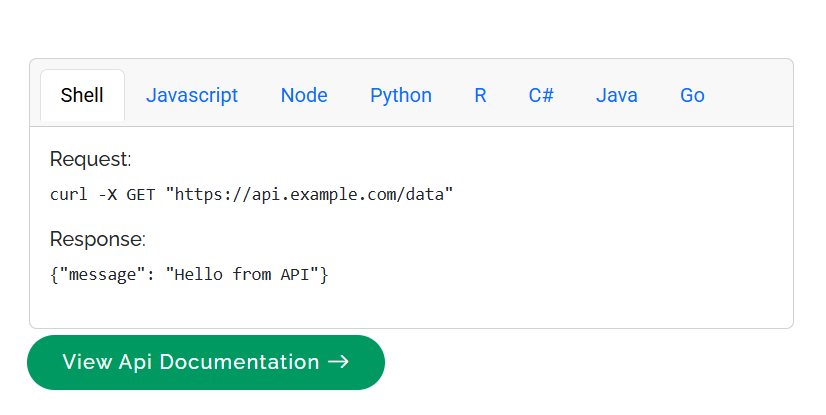 Shell Javascript Node Python R C# Java Go
Request:
curl -X GET "https://api.example.com/data"
Response:
{"message": "Hello from API"}
View Api Documentation →